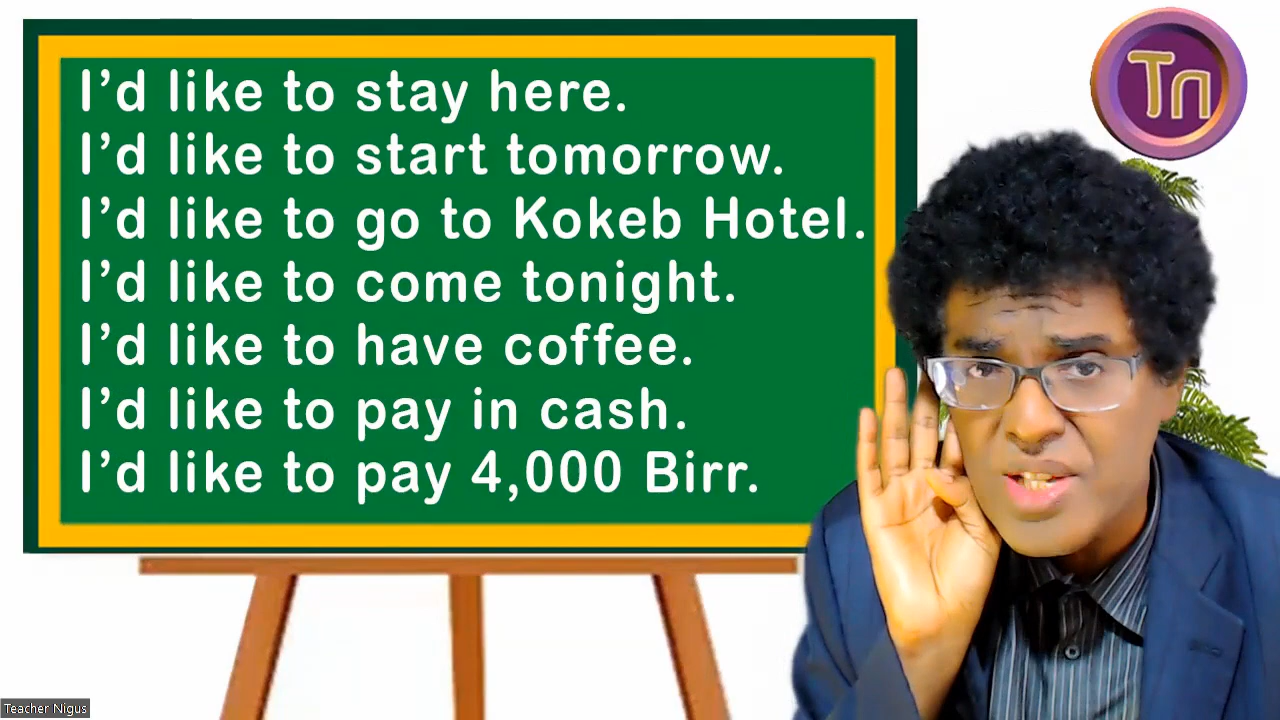 I’d like to stay here.
I’d like to start tomorrow.
I’d like to go to Kokeb Hotel.
I’d like to come tonight.
I’d like to have coffee.
I’d like to pay in cash.
I’d like to pay 4,000 Birr.
Tn
Teacher Nigus